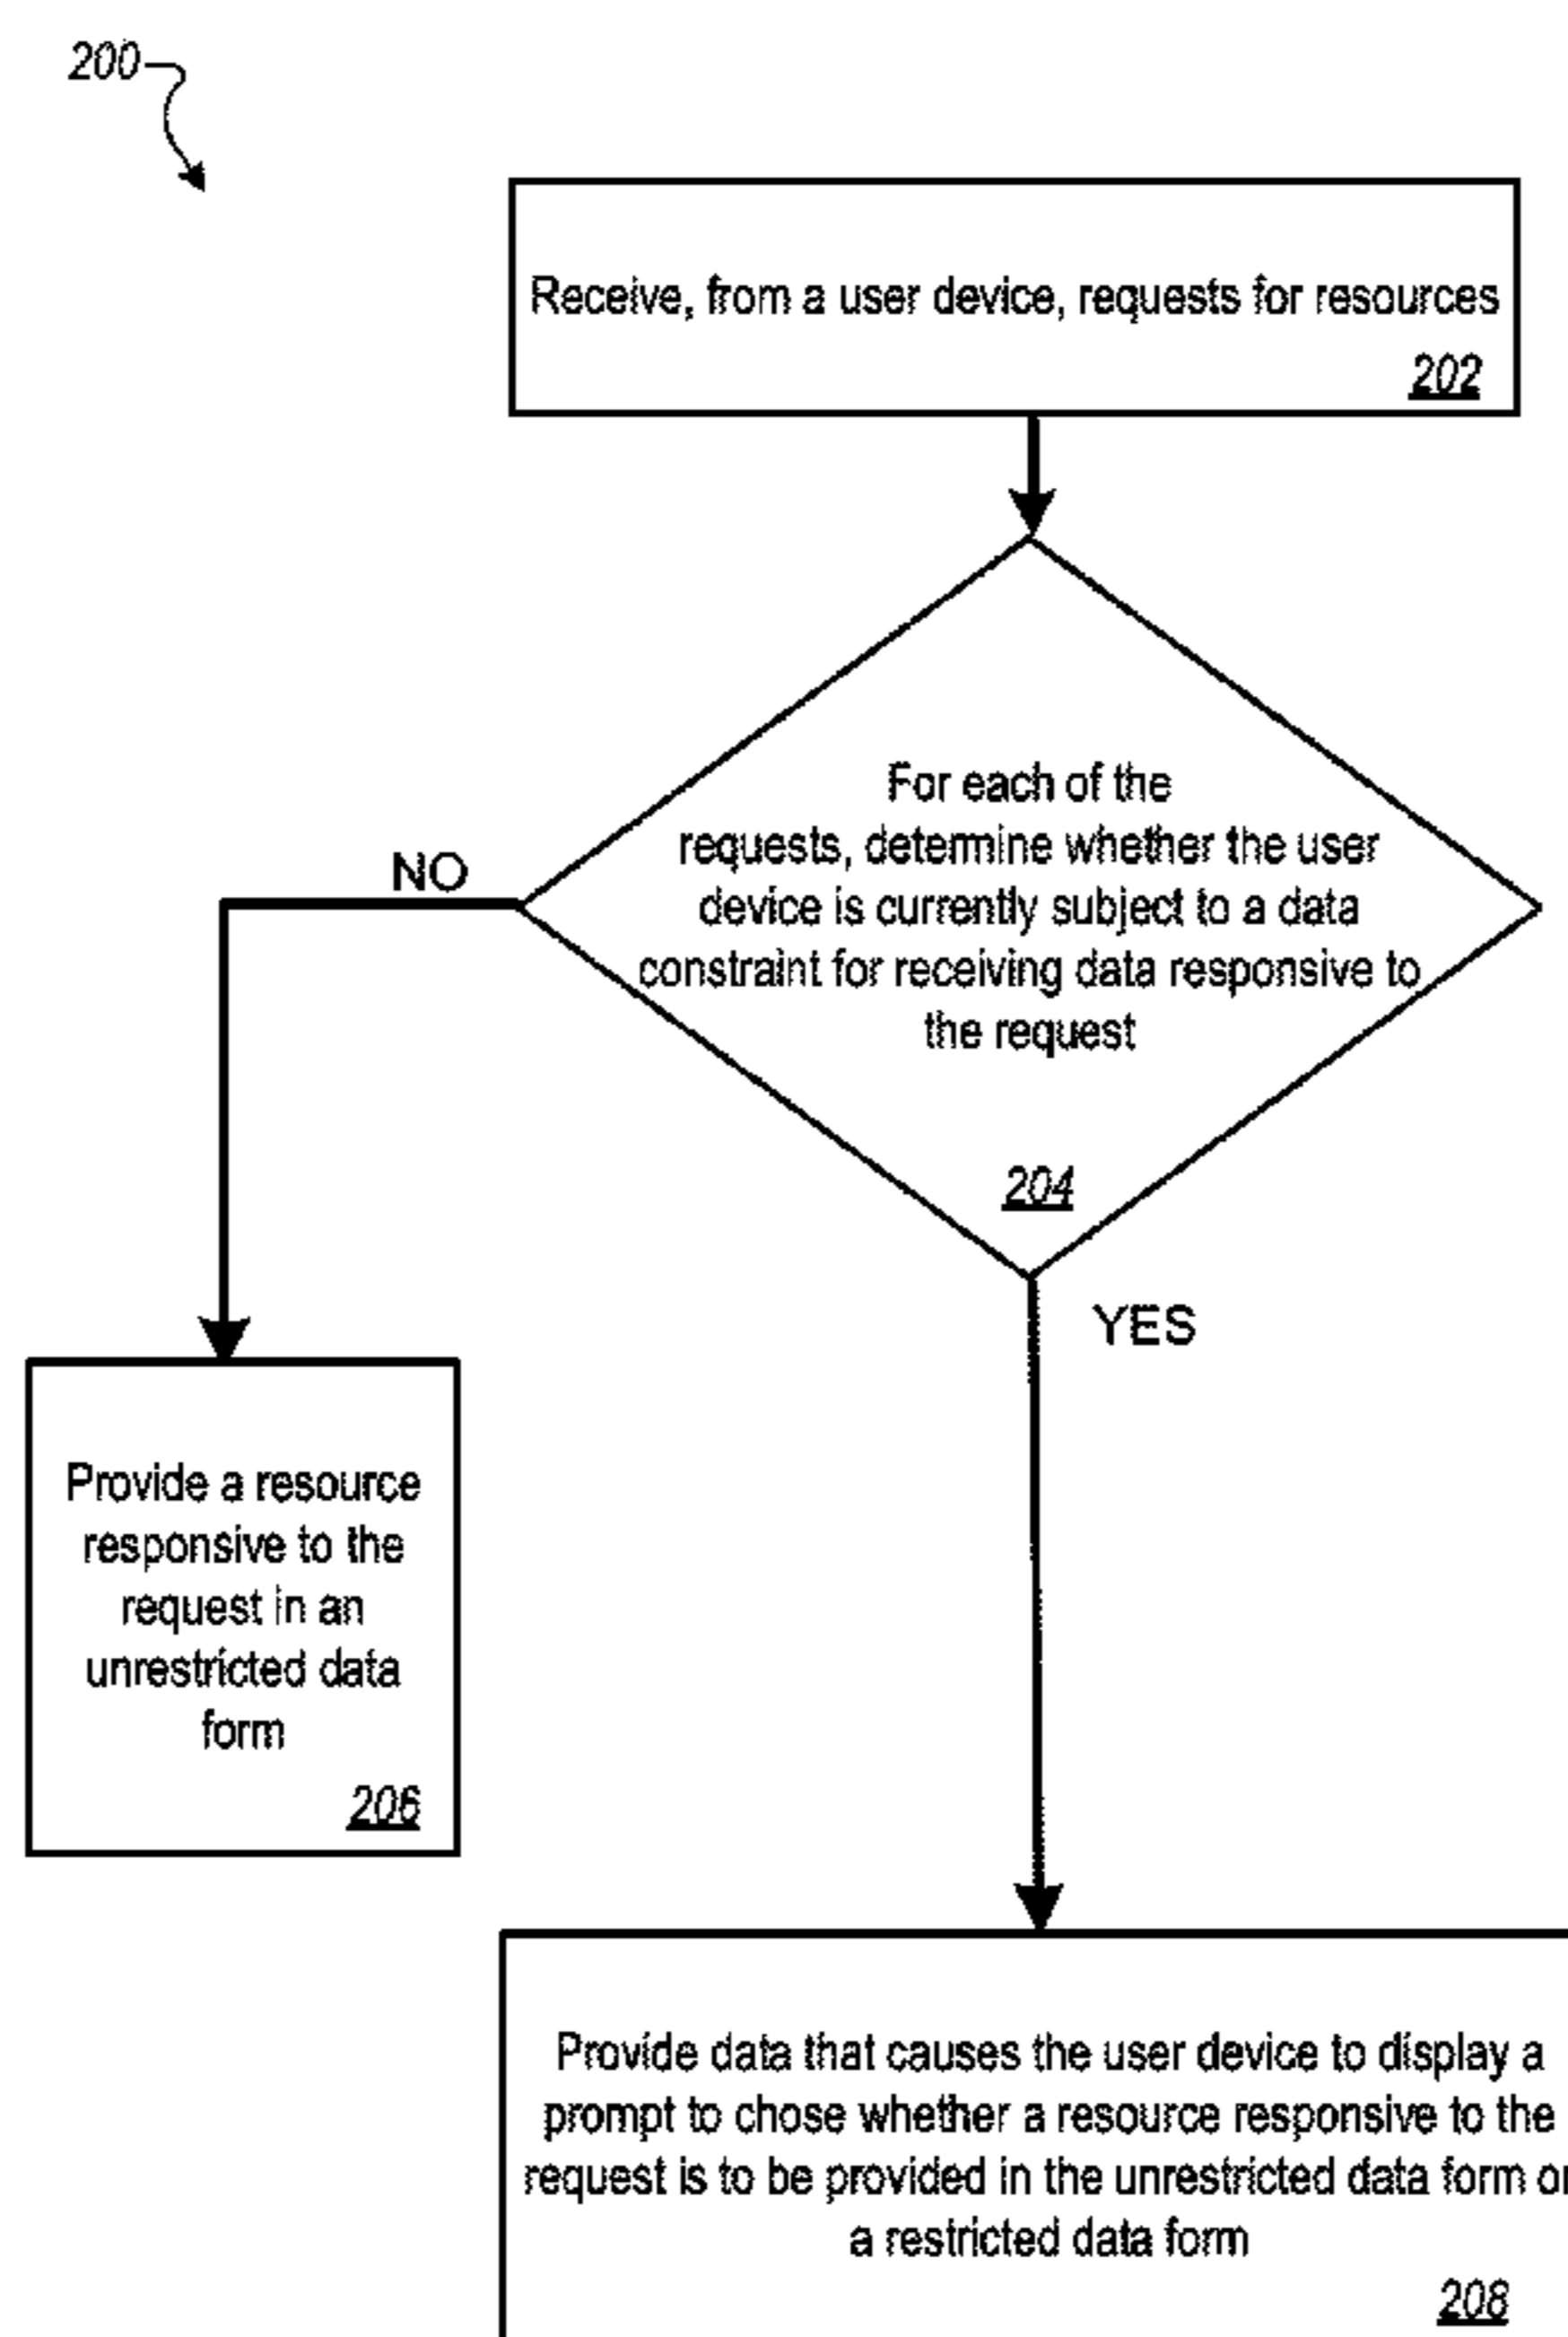 200
Receive, from a user device, requests for resources
202
For each of the
requests, determine whether the user
device is currently subject to a data
constraint for receiving data responsive to
the request
204
NO
YES
Provide a resource
responsive to the
request in an
unrestricted data
form
206
Provide data that causes the user device to display a
prompt to chose whether a resource responsive to the
request is to be provided in the unrestricted data form or
a restricted data form
208